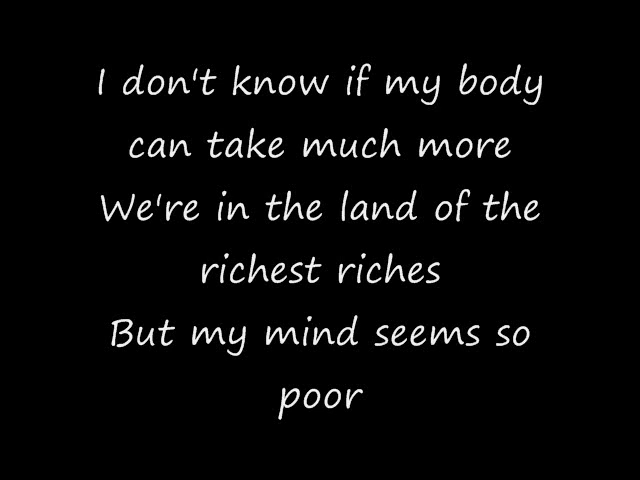 I don't know if my body
can take much more
We're in the land of the
richest riches
But my mind seems so
poor